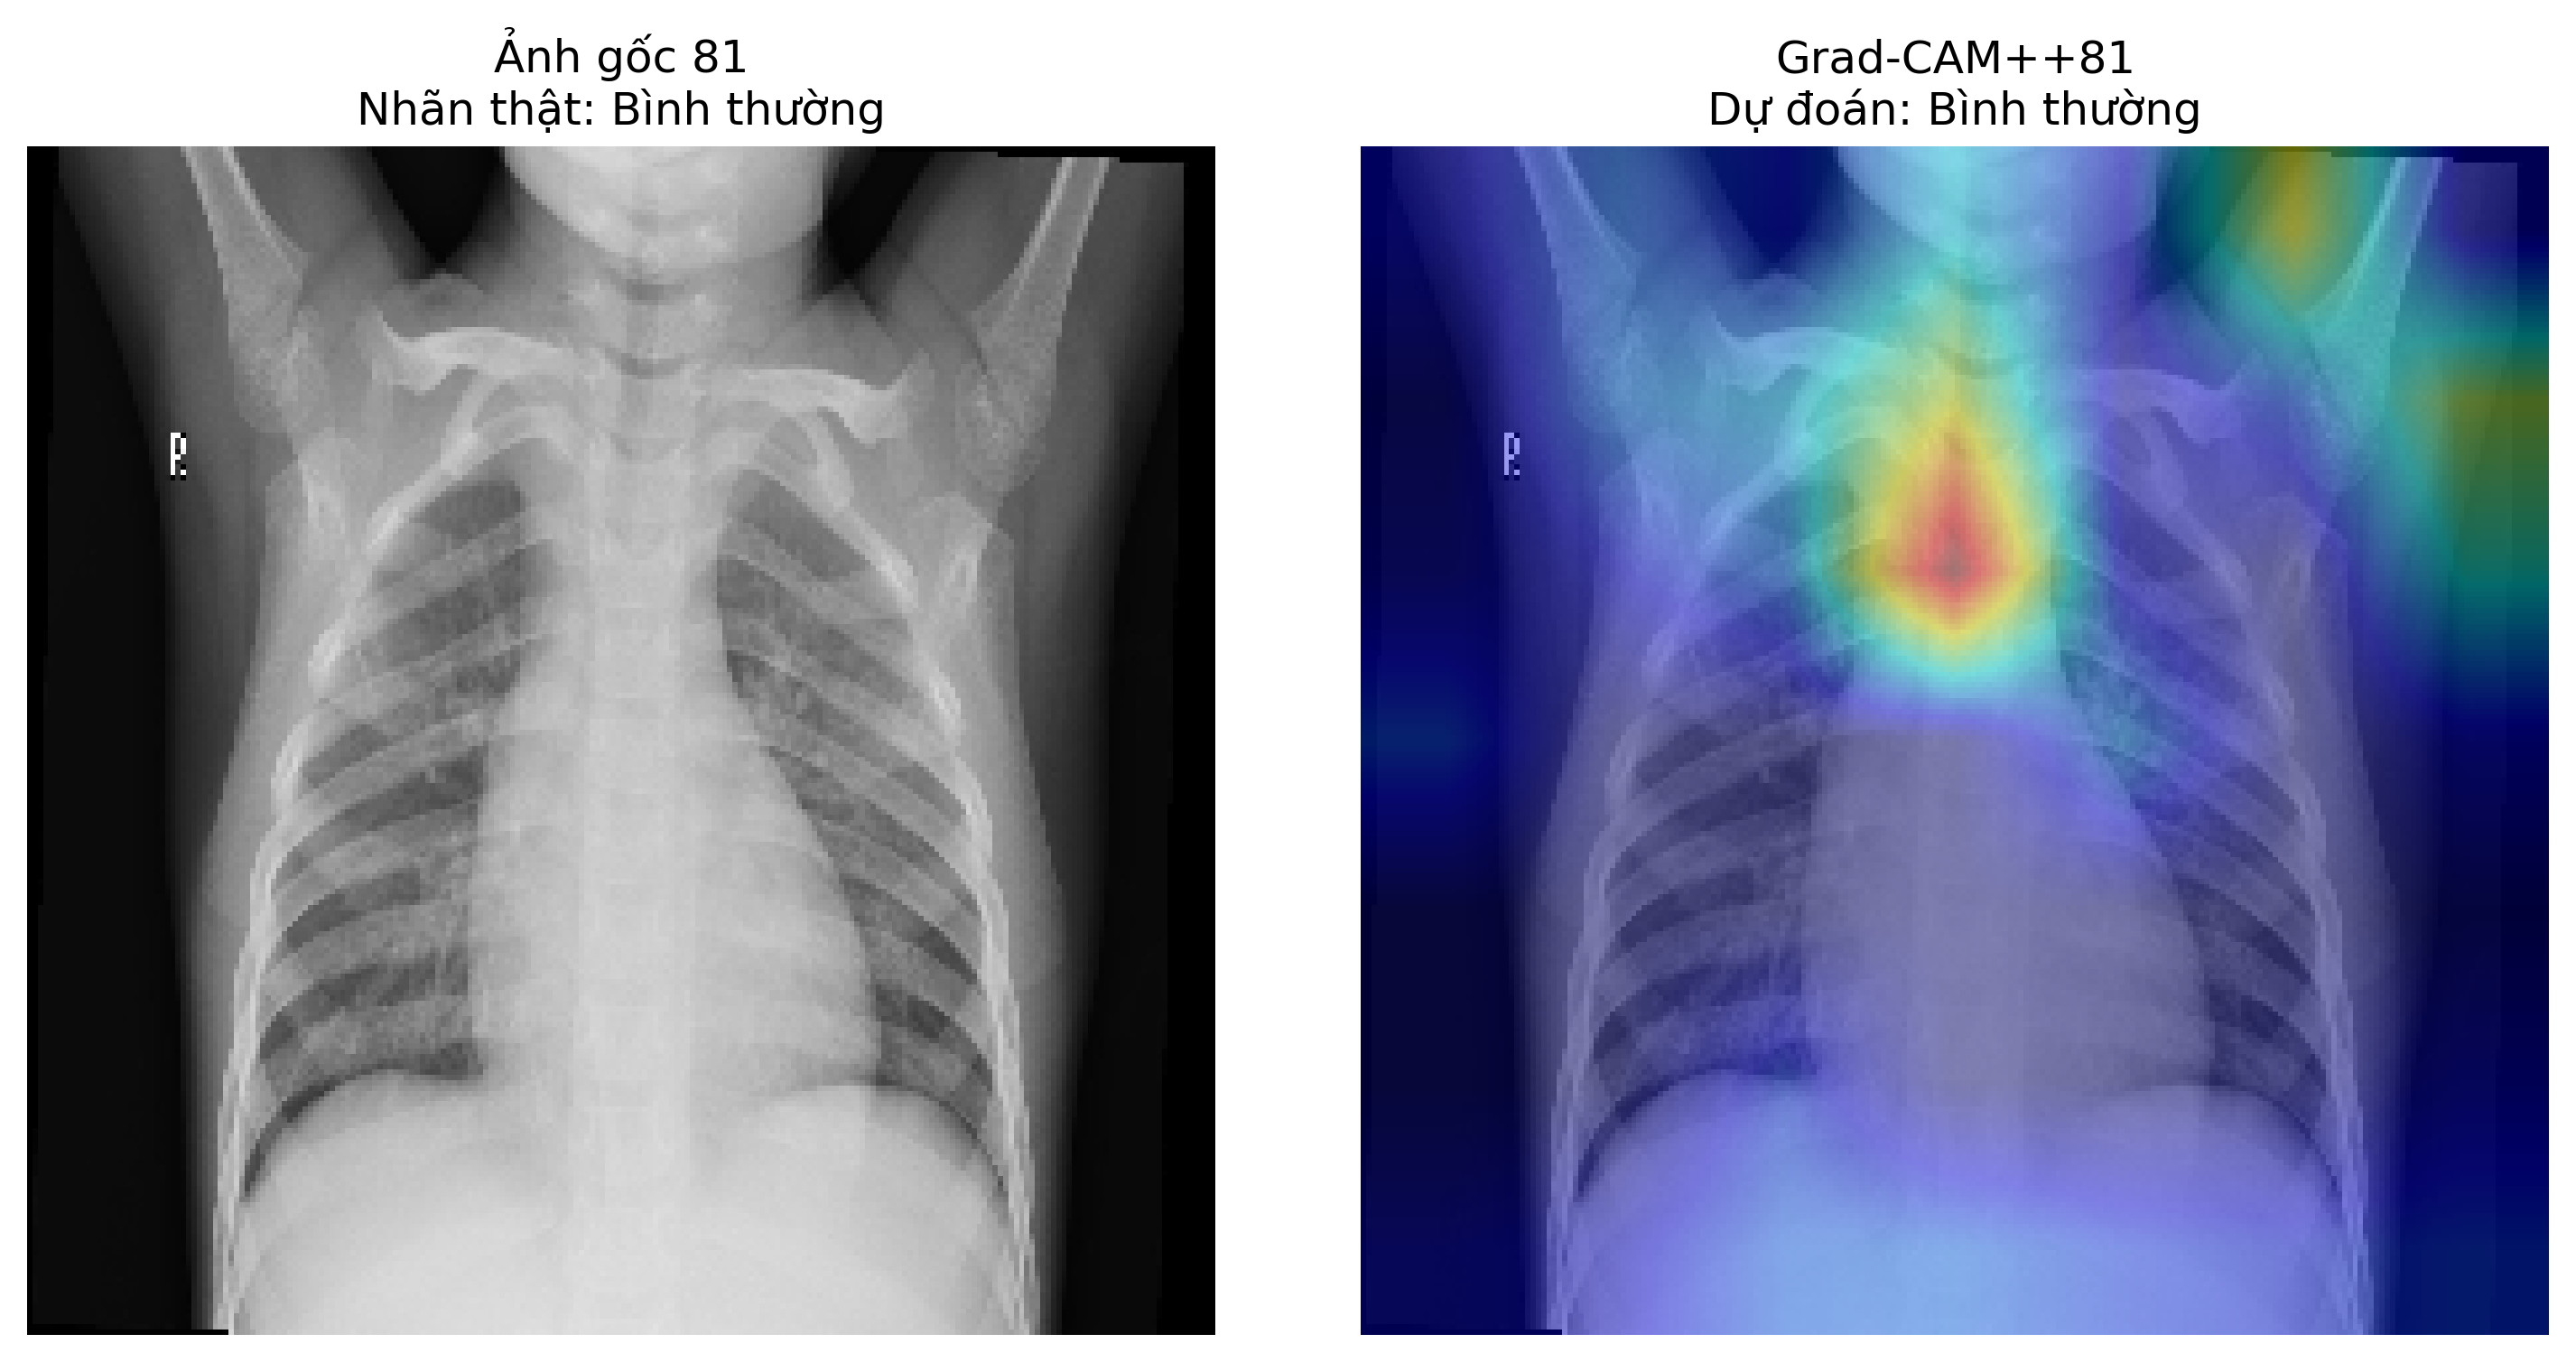 Ảnh gốc 81
Nhãn thật: Bình thường
Grad-CAM++81
Dự đoán: Bình thường
R
R